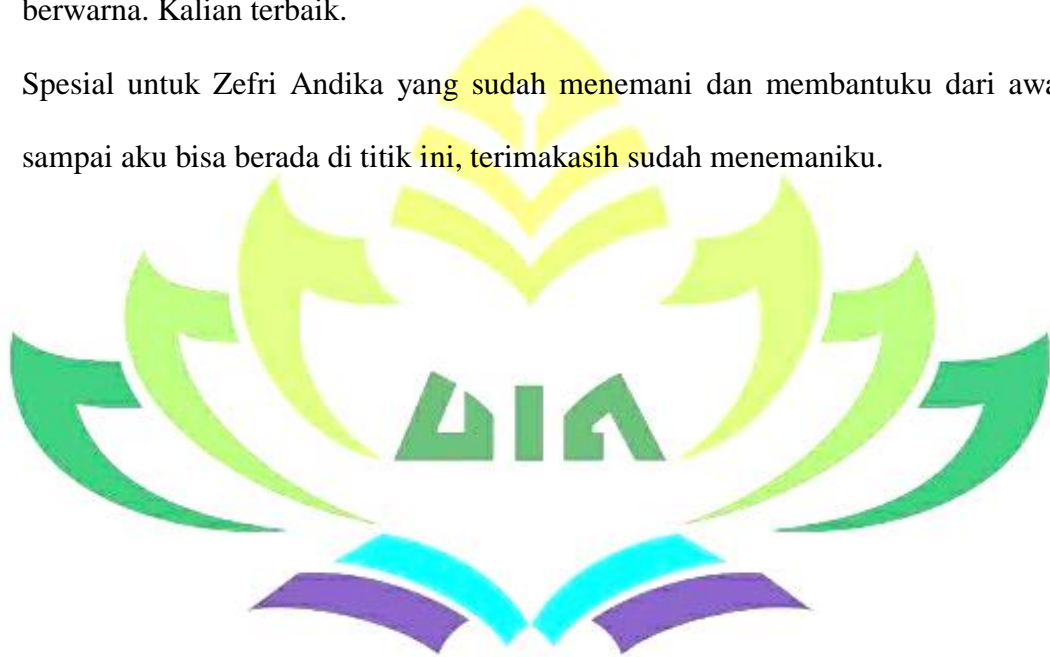 berwarna. Kalian terbaik.
Spesial untuk Zefri Andika yang sudah menemani dan membantuku dari awa
sampai aku bisa berada di titik ini, terimakasih sudah menemaniku.
UIN